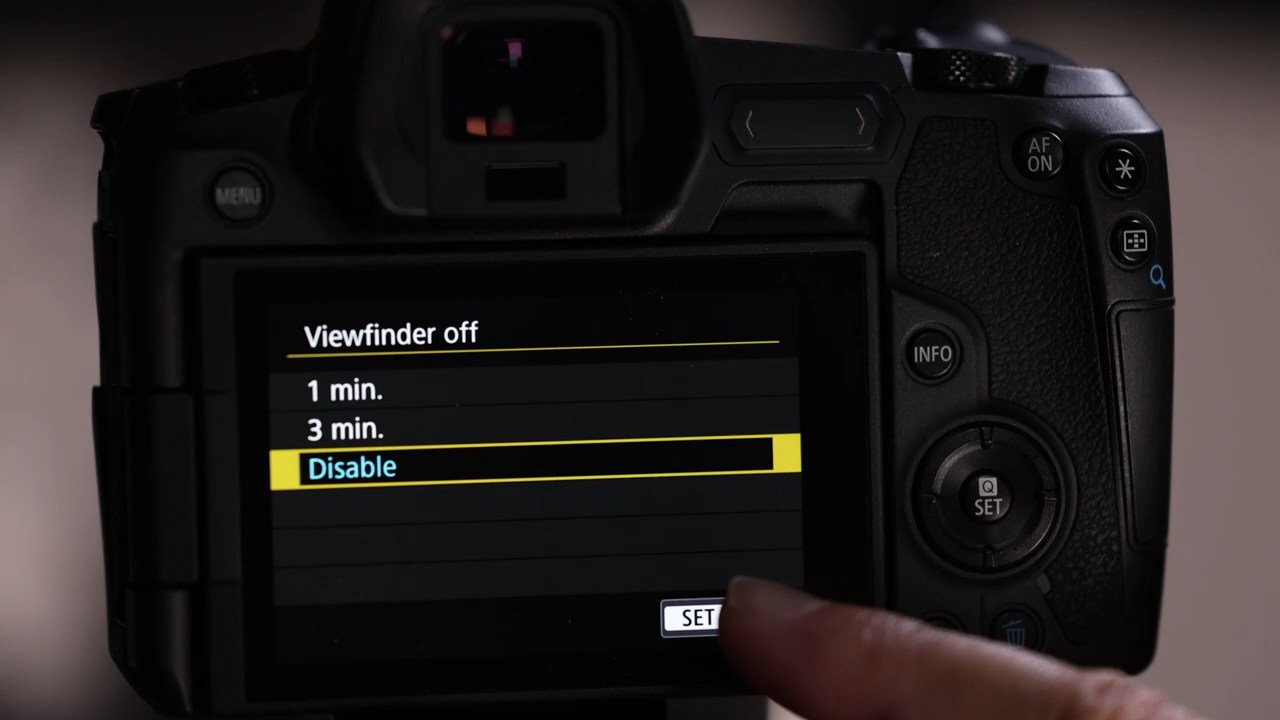 MENU
AF
ON
INFO
Q
SET
Viewfinder off
1 min.
3 min.
Disable
SET